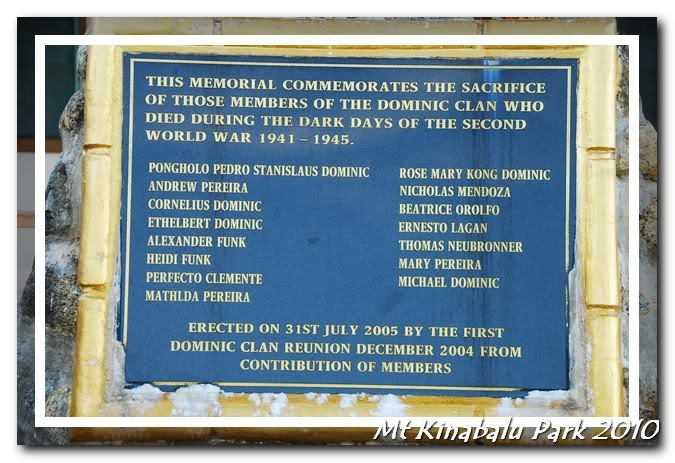 THIS MEMORIAL COMMEMORATES THE SACRIFICE
OF THOSE MEMBERS OF THE DOMINIC CLAN WHO
DIED DURING THE DARK DAYS OF THE SECOND
WORLD WAR 1941 – 1945.
PONGHOLO PEDRO STANISLAUS DOMINIC
ANDREW PEREIRA
CORNELIUS DOMINIC
ETHELBERT DOMINIC
ALEXANDER FUNK
HEIDI FUNK
PERFECTO CLEMENTE
MATHLDA PEREIRA
ROSE MARY KONG DOMINIC
NICHOLAS MENDOZA
BEATRICE OROLFO
ERNESTO LAGAN
THOMAS NEUBRONNER
MARY PEREIRA
MICHAEL DOMINIC
ERECTED ON 31ST JULY 2005 BY THE FIRST
DOMINIC CLAN REUNION DECEMBER 2004 FROM
CONTRIBUTION OF MEMBERS
Mt Kinabalu Park 2010